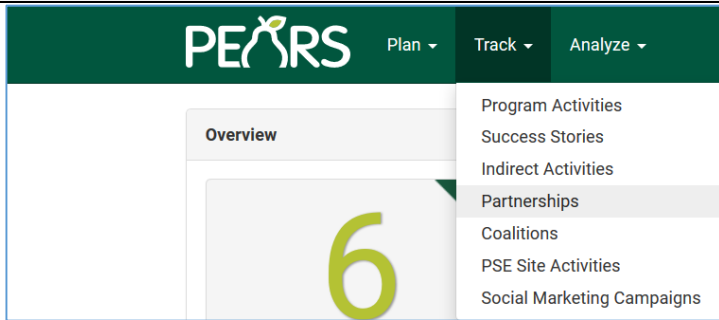 PEARS Plan Track Analyze
Program Activities
Success Stories
Overview
Indirect Activities
Partnerships
6
Coalitions
PSE Site Activities
Social Marketing Campaigns